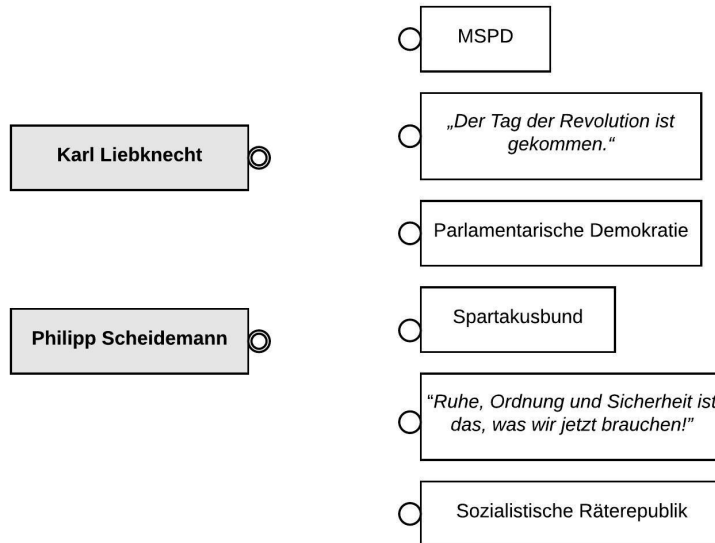 MSPD
„Der Tag der Revolution ist
gekommen.“
Karl Liebknecht
Parlamentarische Demokratie
Philipp Scheidemann
Spartakusbund
“Ruhe, Ordnung und Sicherheit ist
das, was wir jetzt brauchen!”
Sozialistische Räterepublik